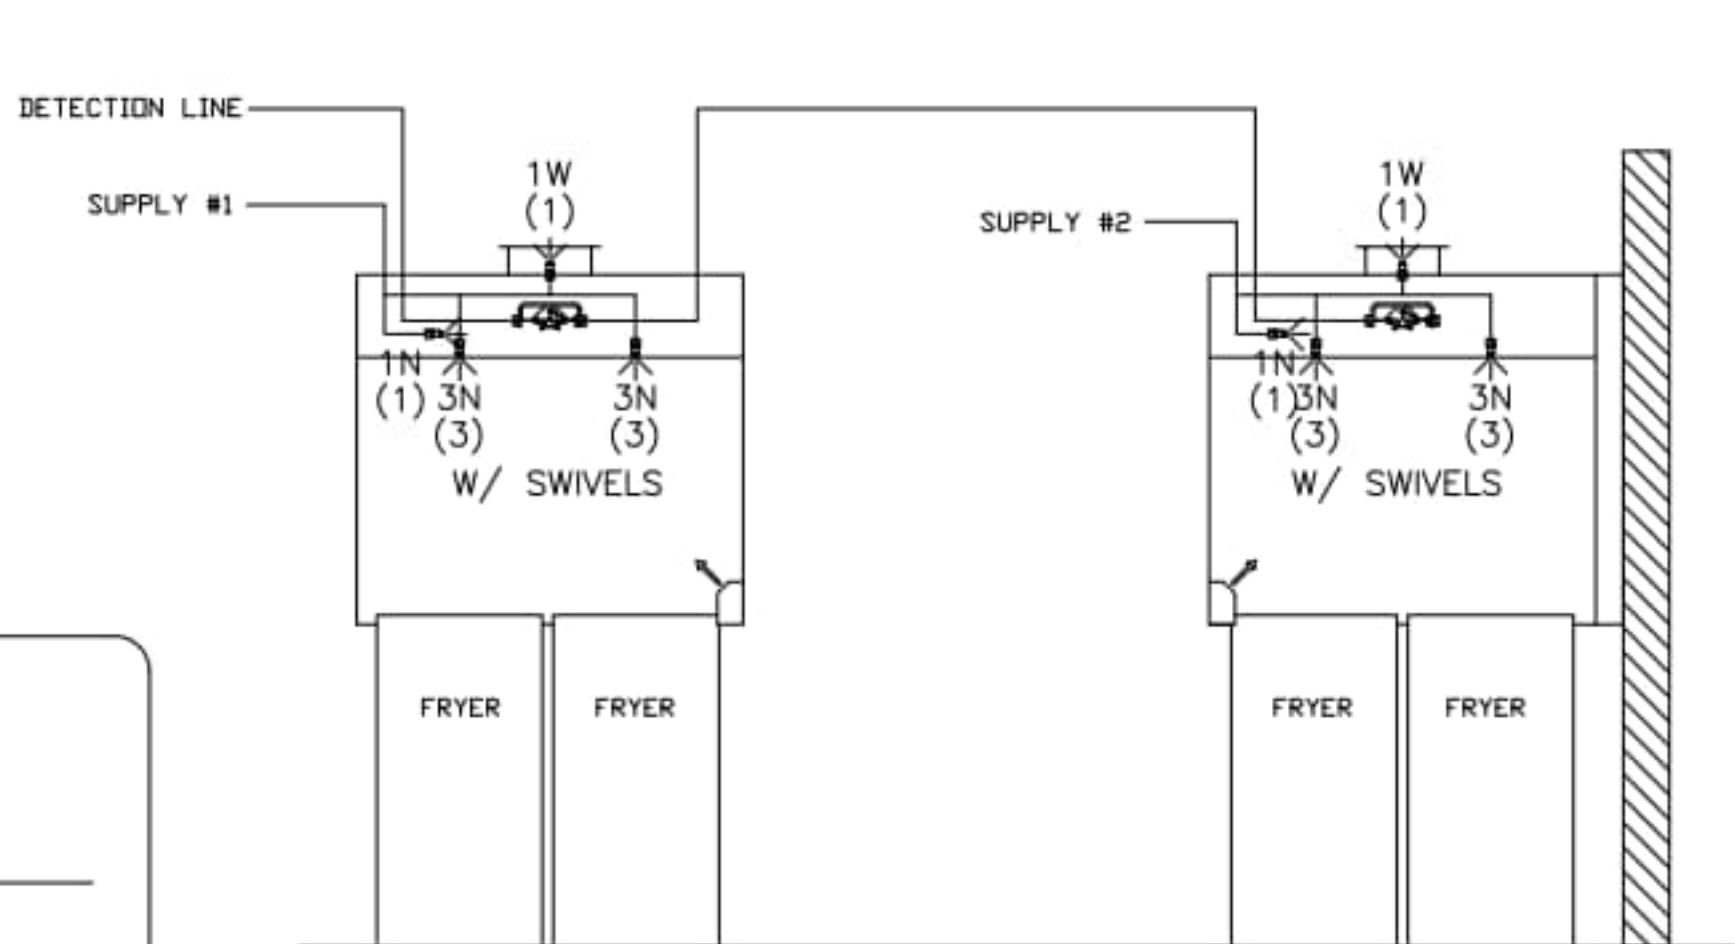 DETECTION LINE
1W
(1)
SUPPLY #1
1N
(1)
3N
(3)
3N
(3)
W/ SWIVELS
FRYER
FRYER
1W
(1)
SUPPLY #2
1N
(1)
3N
(3)
3N
(3)
W/ SWIVELS
FRYER
FRYER